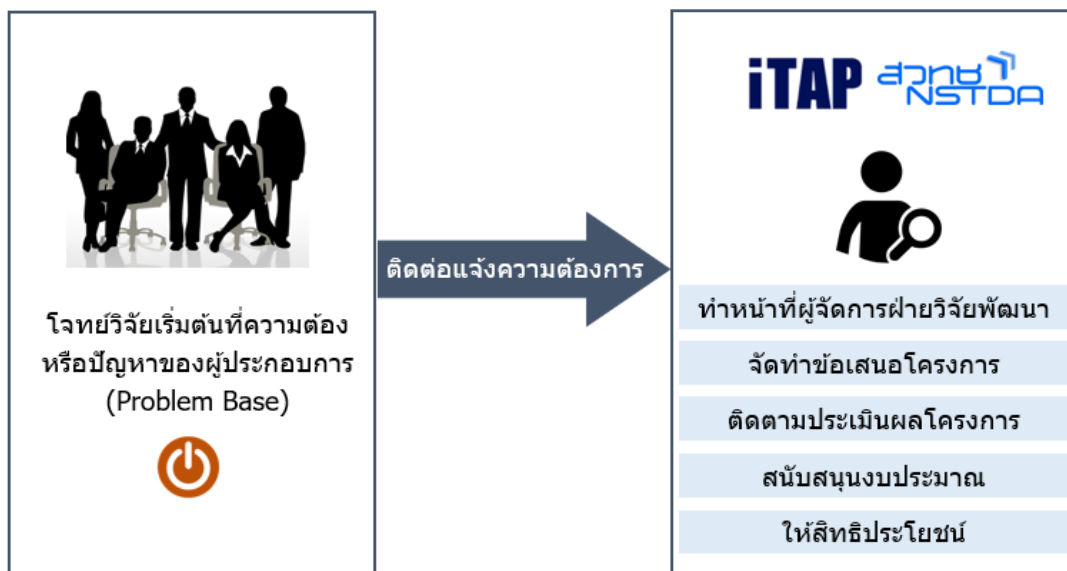 โจทย์วิจัยเริ่มต้นที่ความต้อง
หรือปัญหาของผู้ประกอบการ
(Problem Base)
ติดต่อแจ้งความต้องการ
iTAP สวทช
NSTDA
ทำหน้าที่ผู้จัดการฝ่ายวิจัยพัฒนา
จัดทำข้อเสนอโครงการ
ติดตามประเมินผลโครงการ
สนับสนุนงบประมาณ
ให้สิทธิประโยชน์